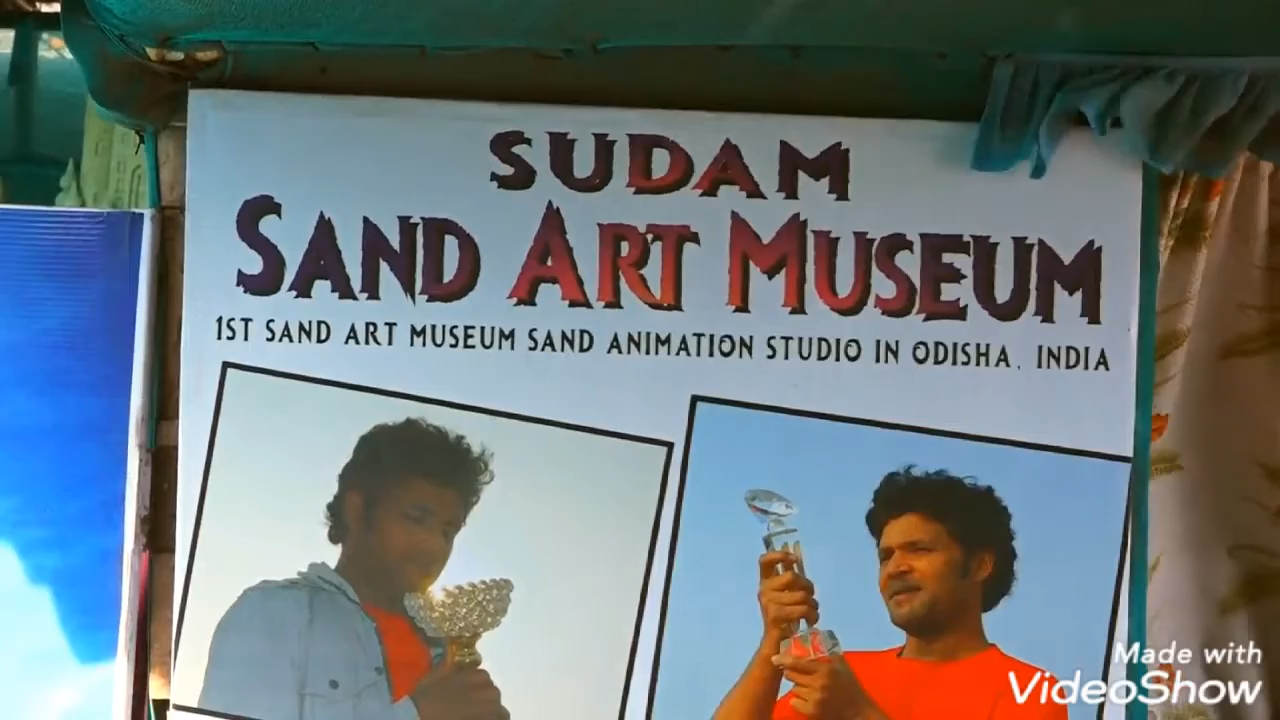 SUDAM
SAND ART MUSEUM
1ST SAND ART MUSEUM SAND ANIMATION STUDIO IN ODISHA, INDIA
Made with
VideoShow